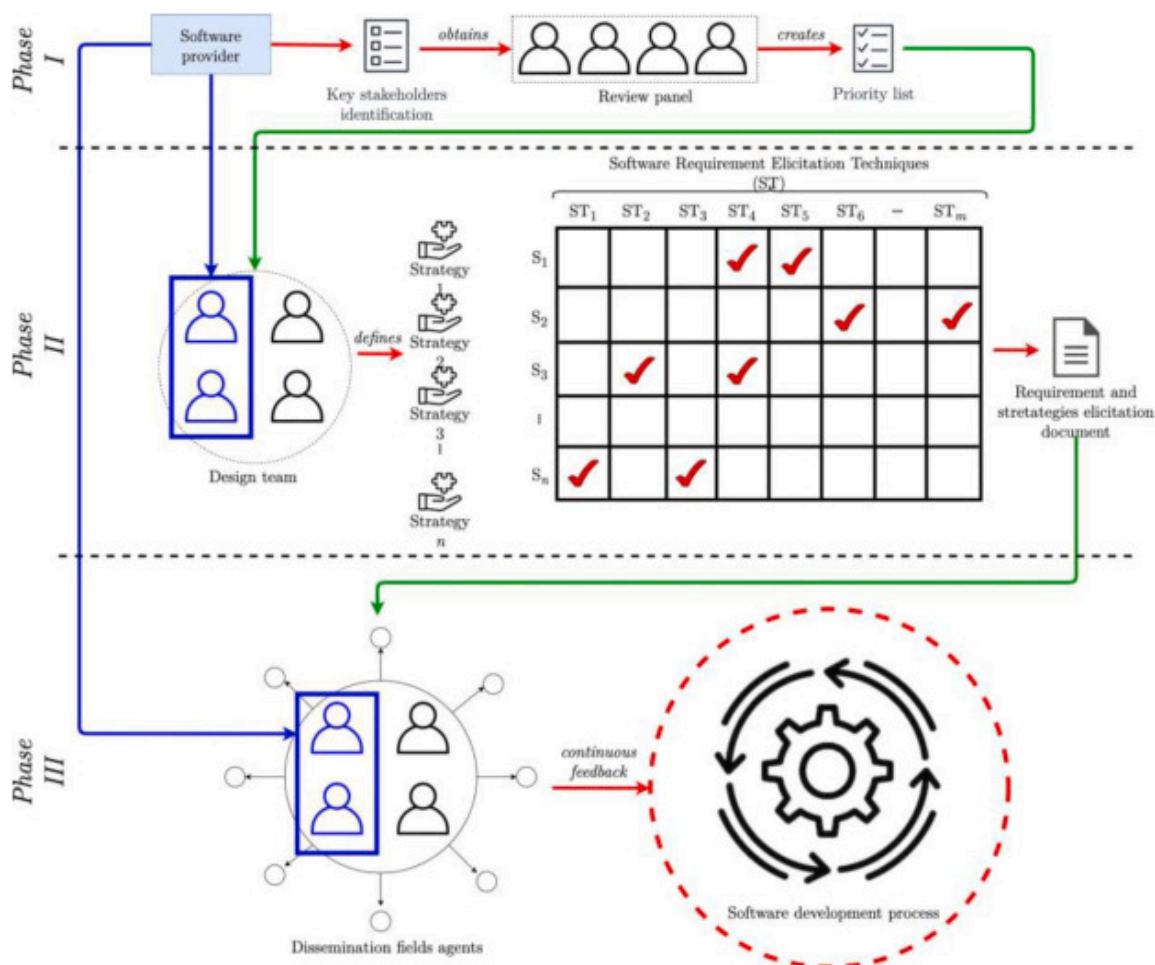 Phase
I
Software
provider
obtains
creates
Key stakeholders
identification
Review panel
Priority list
Phase
II
Design team
defines
Strategy
1
Strategy
2
Strategy
3
Strategy
n
Software Requirement Elicitation Techniques
(ST)
ST1 ST2 ST3 ST4 ST5 ST6 – STm
S1
S2
S3
Sn
Requirement and
stretategies elicitation
document
Phase
III
Dissemination fields agents
continuous
feedback
Software development process